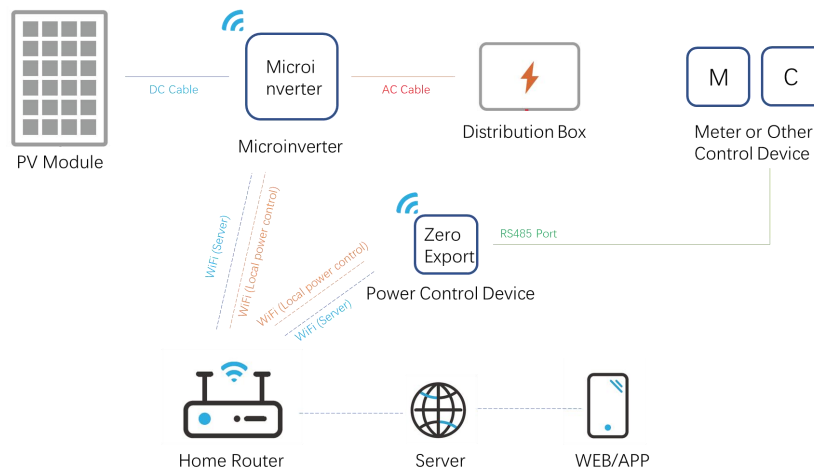 Microi
nverter
M
C
DC Cable
AC Cable
Distribution Box
Meter or Other
Control Device
Microinverter
PV Module
WiFi (Server)
WiFi (Local power control)
Zero
Export
RS485 Port
WiFi (Local power control)
WiFi (Server)
Power Control Device
Home Router
Server
WEB/APP